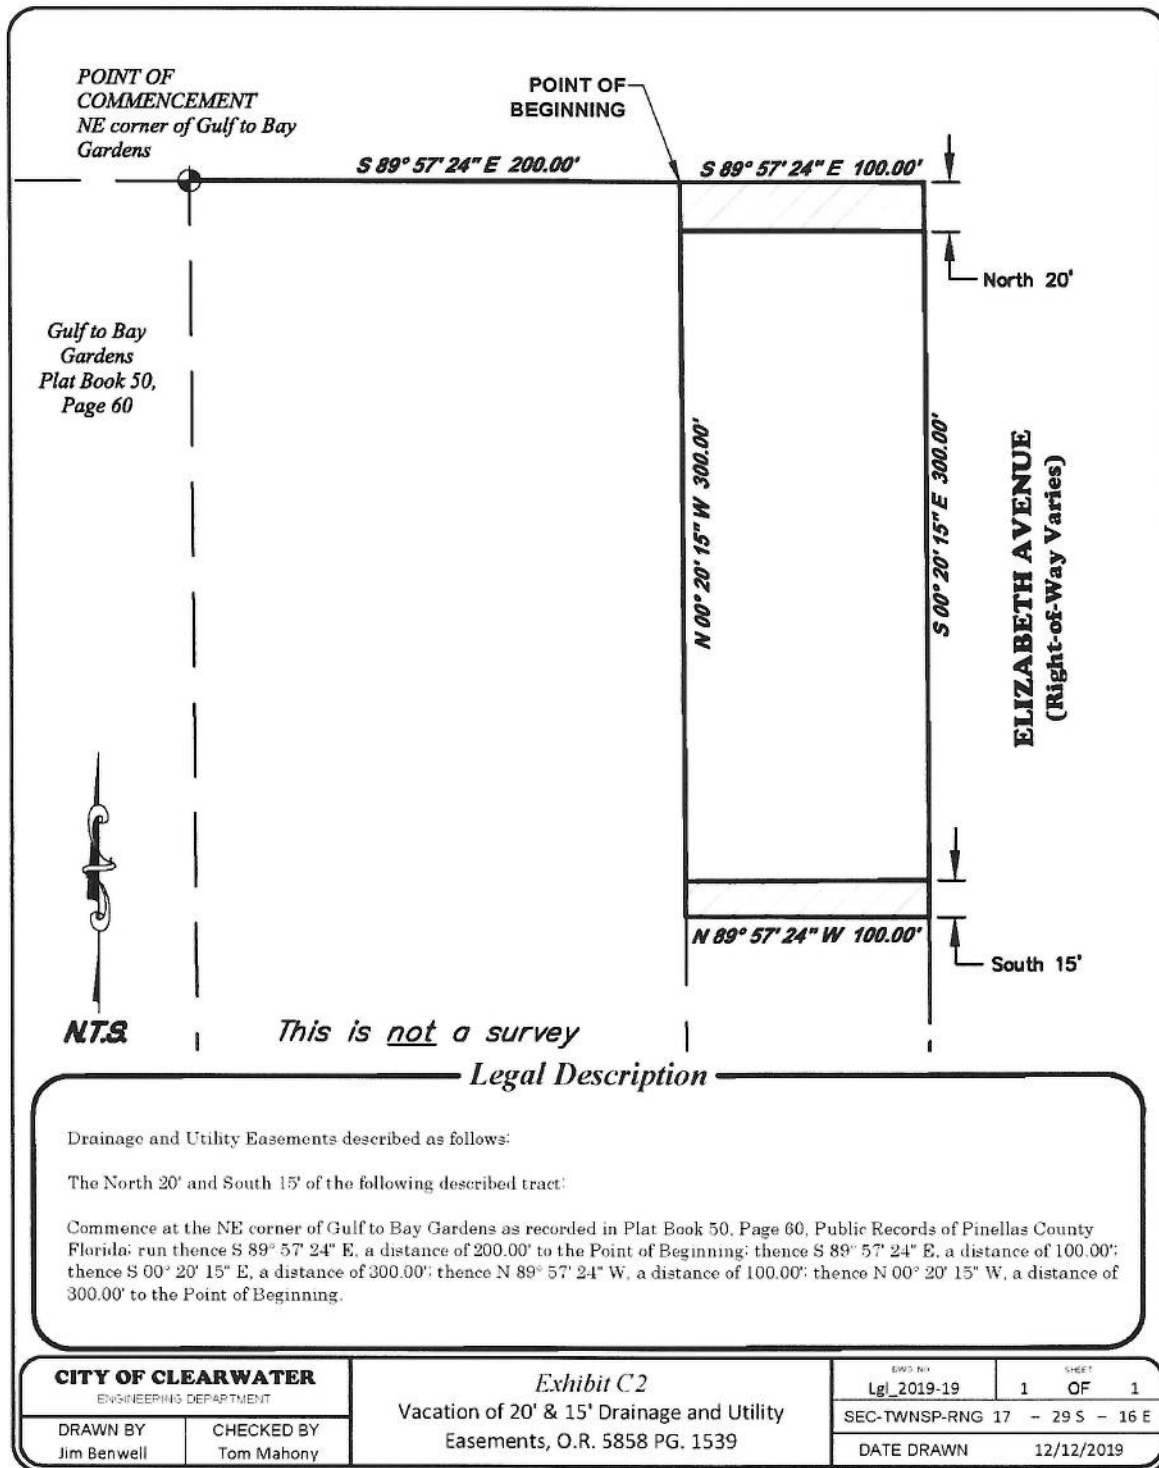 POINT OF
COMMENCEMENT
NE corner of Gulf to Bay
Gardens
POINT OF
BEGINNING
S 89° 57' 24" E 200.00'
S 89° 57' 24" E 100.00'
North 20'
Gulf to Bay
Gardens
Plat Book 50,
Page 60
N 00° 20' 15" W 300.00'
S 00° 20' 15" E 300.00'
ELIZABETH AVENUE
(Right-of-Way Varies)
N 89° 57' 24" W 100.00'
South 15'
N.T.S.
This is not a survey
Legal Description
Drainage and Utility Easements described as follows:
The North 20' and South 15' of the following described tract:
Commence at the NE corner of Gulf to Bay Gardens as recorded in Plat Book 50, Page 60, Public Records of Pinellas County
Florida; run thence S 89° 57' 24" E, a distance of 200.00' to the Point of Beginning; thence S 89° 57' 24" E, a distance of 100.00';
thence S 00° 20' 15" E, a distance of 300.00'; thence N 89° 57' 24" W, a distance of 100.00'; thence N 00° 20' 15" W, a distance of
300.00' to the Point of Beginning.
CITY OF CLEARWATER
ENGINEERING DEPARTMENT
DRAWN BY
Jim Benwell
CHECKED BY
Tom Mahony
Exhibit C2
Vacation of 20' & 15' Drainage and Utility
Easements, O.R. 5858 PG. 1539
DWG. NO.
Lgl_2019-19
SHEET
1 OF 1
SEC-TWNSP-RNG 17 - 29 S - 16 E
DATE DRAWN 12/12/2019